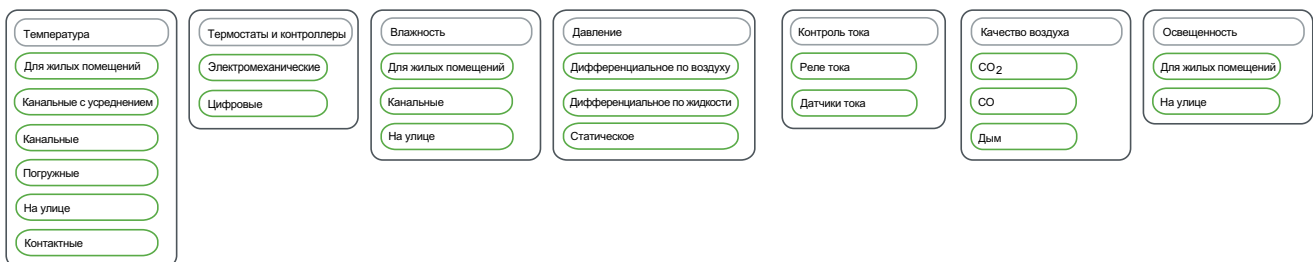 Температура
Для жилых помещений
Канальные с усреднением
Канальные
Погружные
На улице
Контактные
Термостаты и контроллеры
Электромеханические
Цифровые
Влажность
Для жилых помещений
Канальные
На улице
Давление
Дифференциальное по воздуху
Дифференциальное по жидкости
Статическое
Контроль тока
Реле тока
Датчики тока
Качество воздуха
CO2
CO
Дым
Освещенность
Для жилых помещений
На улице